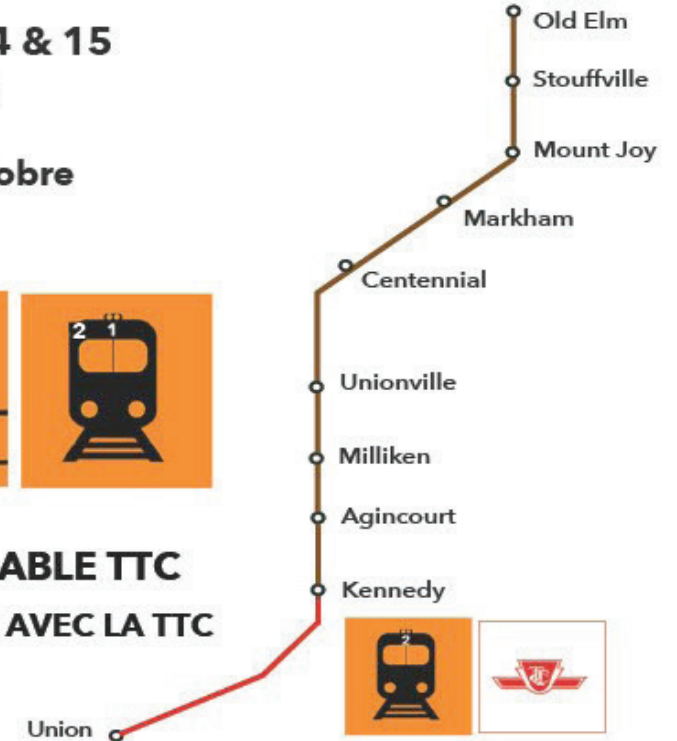 4 & 15
obre
Old Elm
Stouffville
Mount Joy
Markham
Centennial
2 1
Unionville
Milliken
Agincourt
ABLE TTC
Kennedy
AVEC LA TTC
2
TTC
Union